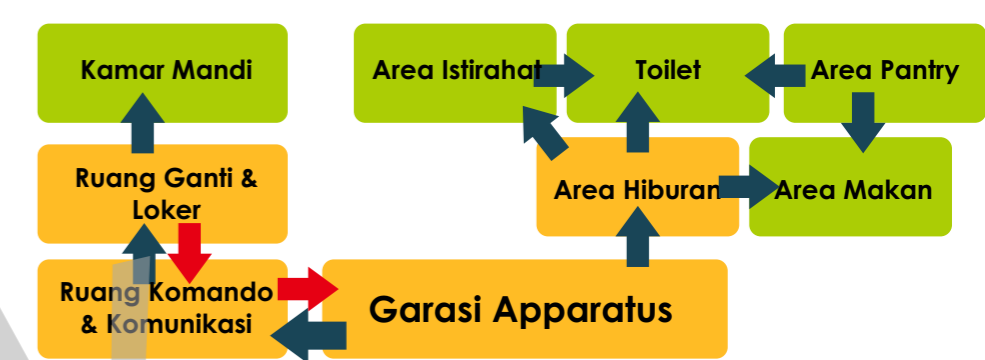 Kamar Mandi
Area Istirahat
Toilet
Area Pantry
Ruang Ganti &
Loker
Area Hiburan
Area Makan
Ruang Komando
& Komunikasi
Garasi Apparatus